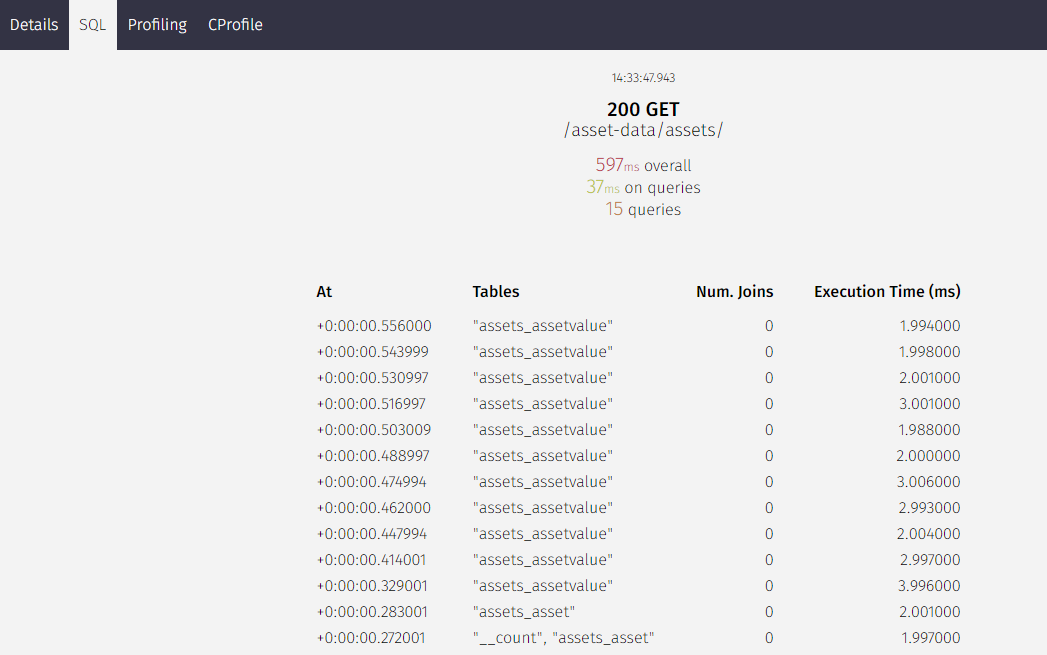 Details SQL Profiling CProfile
14:33:47.943
200 GET
/asset-data/assets/
597ms overall
37ms on queries
15 queries
At Tables Num. Joins Execution Time (ms)
+0:00:00.556000 "assets_assetvalue" 0 1.994000
+0:00:00.543999 "assets_assetvalue" 0 1.998000
+0:00:00.530997 "assets_assetvalue" 0 2.001000
+0:00:00.516997 "assets_assetvalue" 0 3.001000
+0:00:00.503009 "assets_assetvalue" 0 1.988000
+0:00:00.488997 "assets_assetvalue" 0 2.000000
+0:00:00.474994 "assets_assetvalue" 0 3.006000
+0:00:00.462000 "assets_assetvalue" 0 2.993000
+0:00:00.447994 "assets_assetvalue" 0 2.004000
+0:00:00.414001 "assets_assetvalue" 0 2.997000
+0:00:00.329001 "assets_assetvalue" 0 3.996000
+0:00:00.283001 "assets_asset" 0 2.001000
+0:00:00.272001 "__count", "assets_asset" 0 1.997000